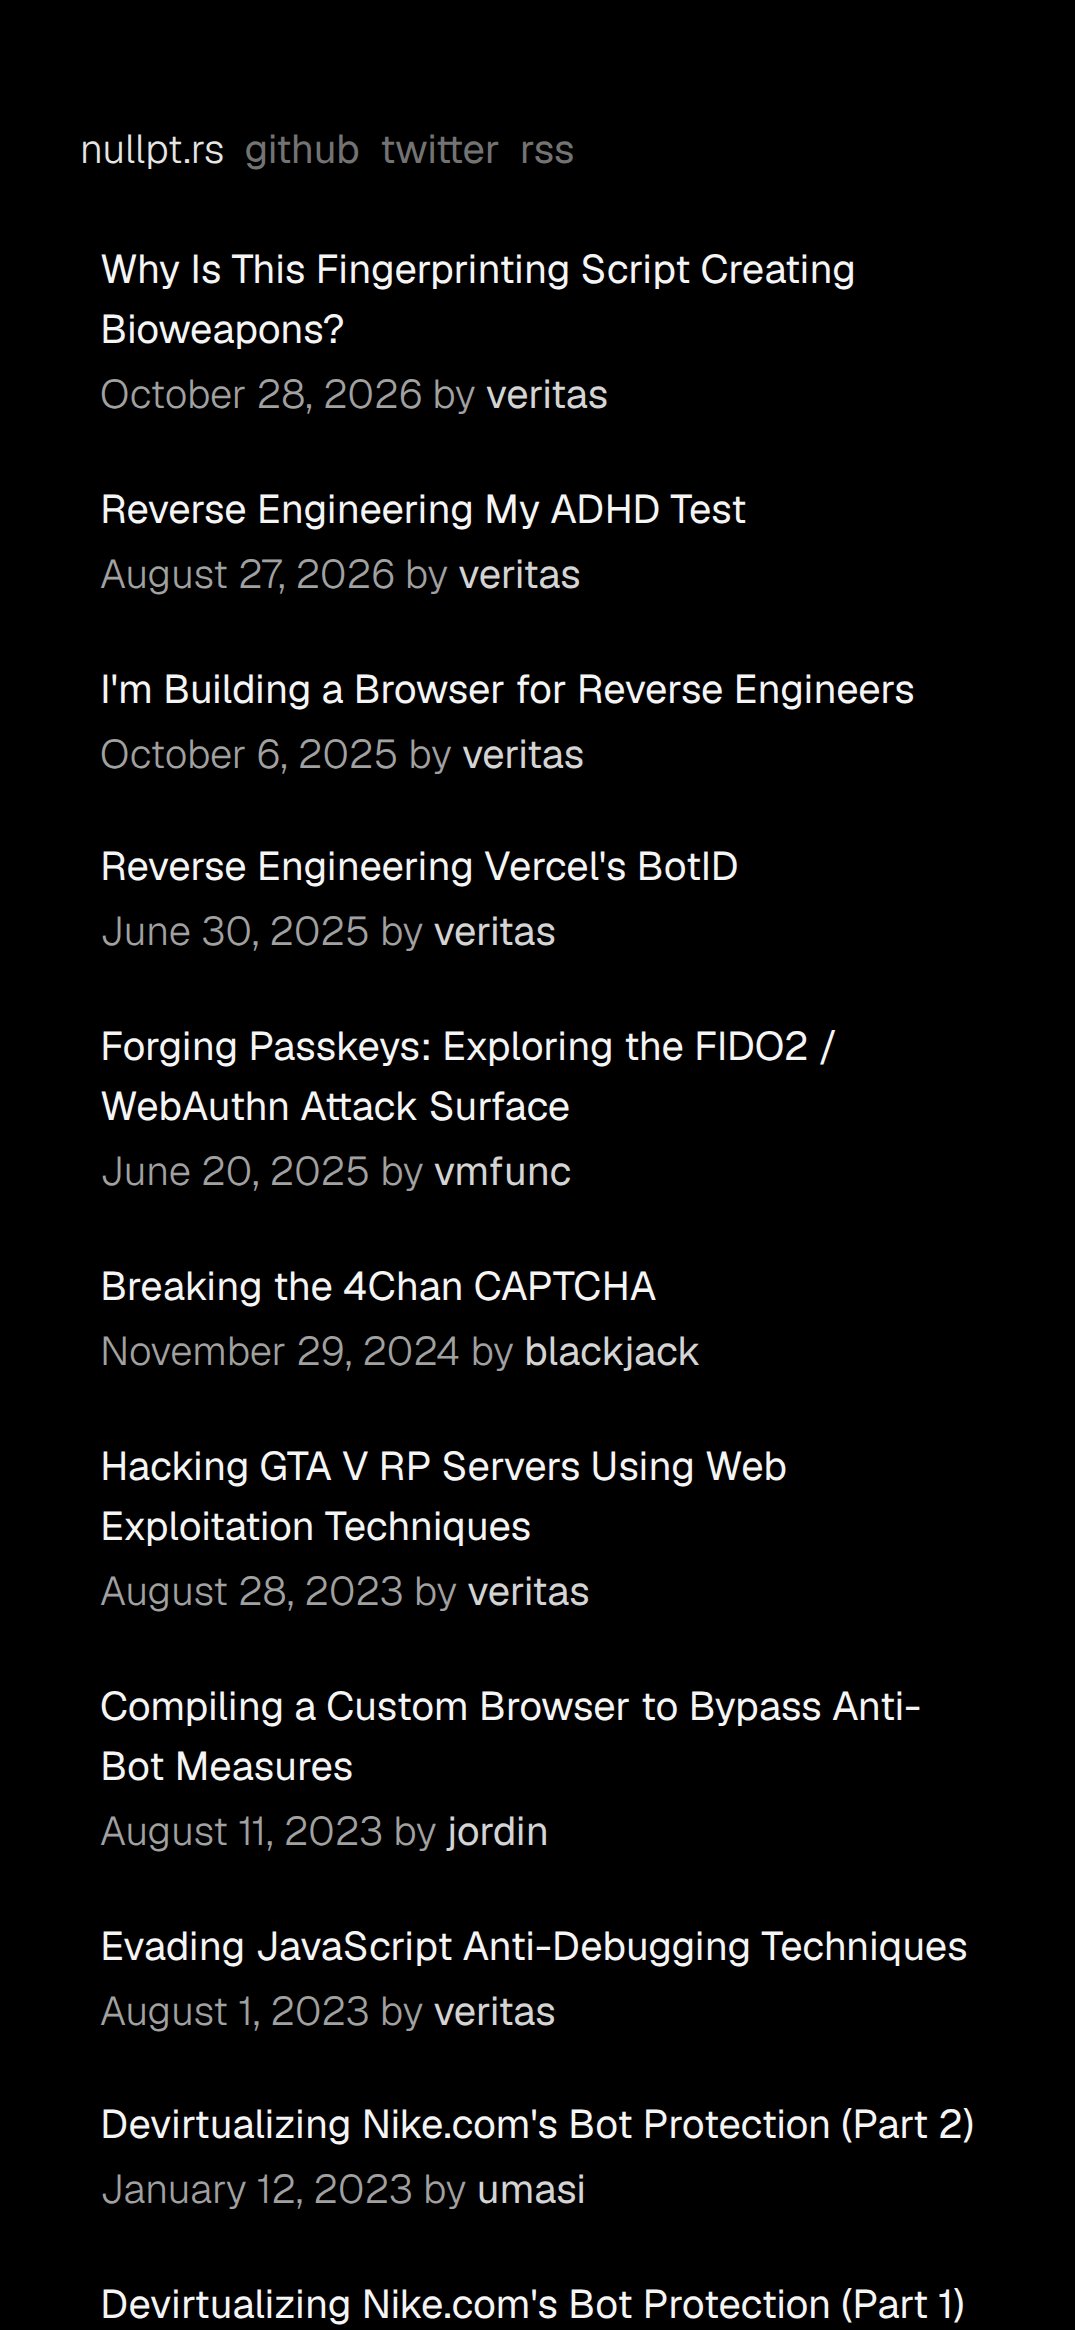 nullpt.rs github twitter rss
Why Is This Fingerprinting Script Creating
Bioweapons?
October 28, 2026 by veritas
Reverse Engineering My ADHD Test
August 27, 2026 by veritas
I'm Building a Browser for Reverse Engineers
October 6, 2025 by veritas
Reverse Engineering Vercel's BotID
June 30, 2025 by veritas
Forging Passkeys: Exploring the FIDO2 /
WebAuthn Attack Surface
June 20, 2025 by vmfunc
Breaking the 4Chan CAPTCHA
November 29, 2024 by blackjack
Hacking GTA V RP Servers Using Web
Exploitation Techniques
August 28, 2023 by veritas
Compiling a Custom Browser to Bypass Anti-
Bot Measures
August 11, 2023 by jordin
Evading JavaScript Anti-Debugging Techniques
August 1, 2023 by veritas
Devirtualizing Nike.com's Bot Protection (Part 2)
January 12, 2023 by umasi
Devirtualizing Nike.com's Bot Protection (Part 1)